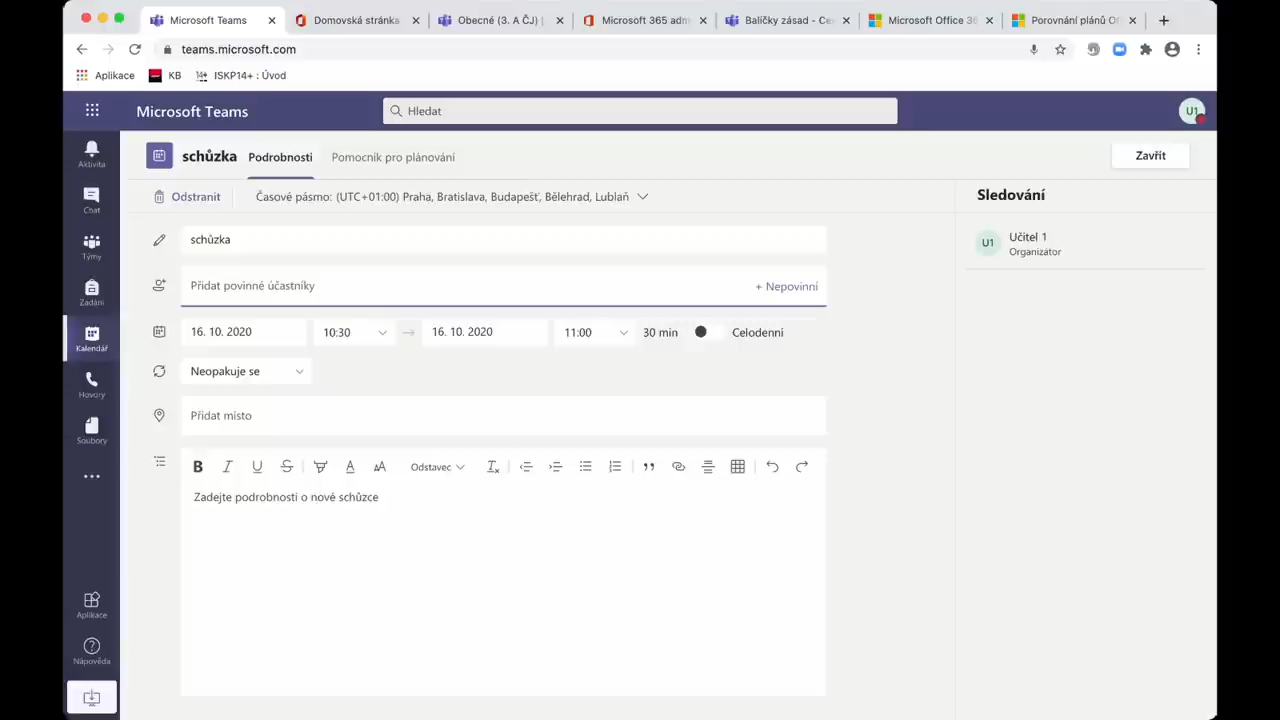 Microsoft Teams
Domovská stránka
Obecné (3. A ČJ) |
Microsoft 365 adm
Balíčky zásad - Ce
Microsoft Office 36
Porovnání plánů Of
teams.microsoft.com
Aplikace
KB
ISKP14+ : Úvod
Microsoft Teams
Hledat
U1
Aktivita
Chat
Týmy
Zadání
Kalendář
Hovory
Soubory
Aplikace
Nápověda
schůzka
Podrobnosti
Pomocník pro plánování
Zavřít
Odstranit
Časové pásmo: (UTC+01:00) Praha, Bratislava, Budapešť, Bělehrad, Lublaň
schůzka
Přidat povinné účastníky
+ Nepovinní
16. 10. 2020
10:30
16. 10. 2020
11:00
30 min
Celodenní
Neopakuje se
Přidat místo
Odstavec
Zadejte podrobnosti o nové schůzce
Sledování
U1
Učitel 1
Organizátor